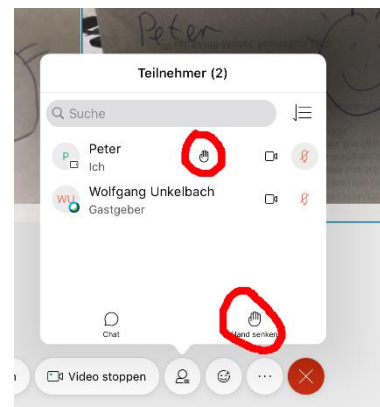 Peter
Teilnehmer (2)
Suche
P
Peter
Ich
WU
Wolfgang Unkelbach
Gastgeber
Chat
Hand senken
Video stoppen